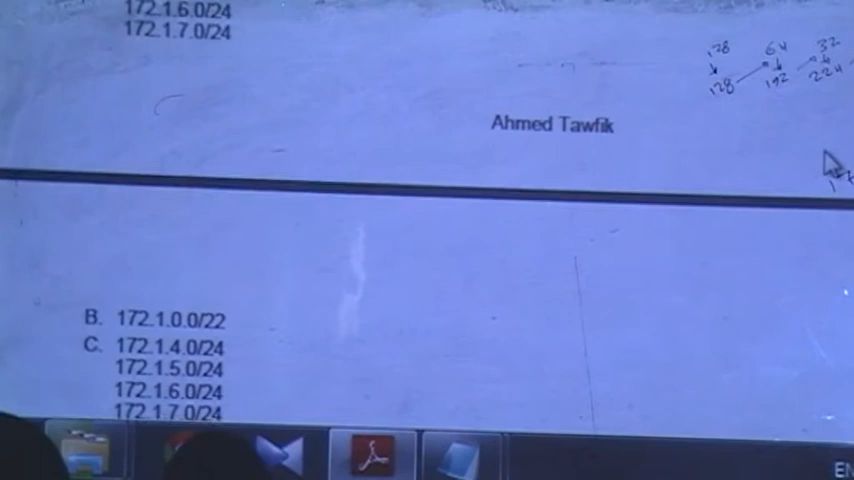 172.1.6.0/24
172.1.7.0/24
128 64 32
128 192 224
Ahmed Tawfik
B. 172.1.0.0/22
C. 172.1.4.0/24
172.1.5.0/24
172.1.6.0/24
172.1.7.0/24
EN